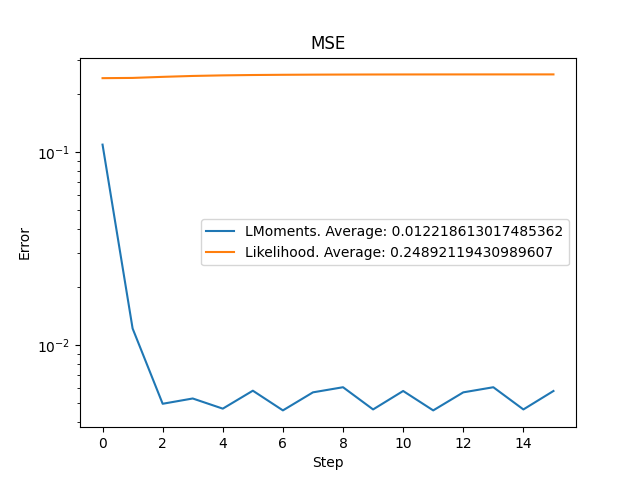 MSE
Error
10⁻¹
10⁻²
LMoments. Average: 0.012218613017485362
Likelihood. Average: 0.24892119430989607
0 2 4 6 8 10 12 14
Step